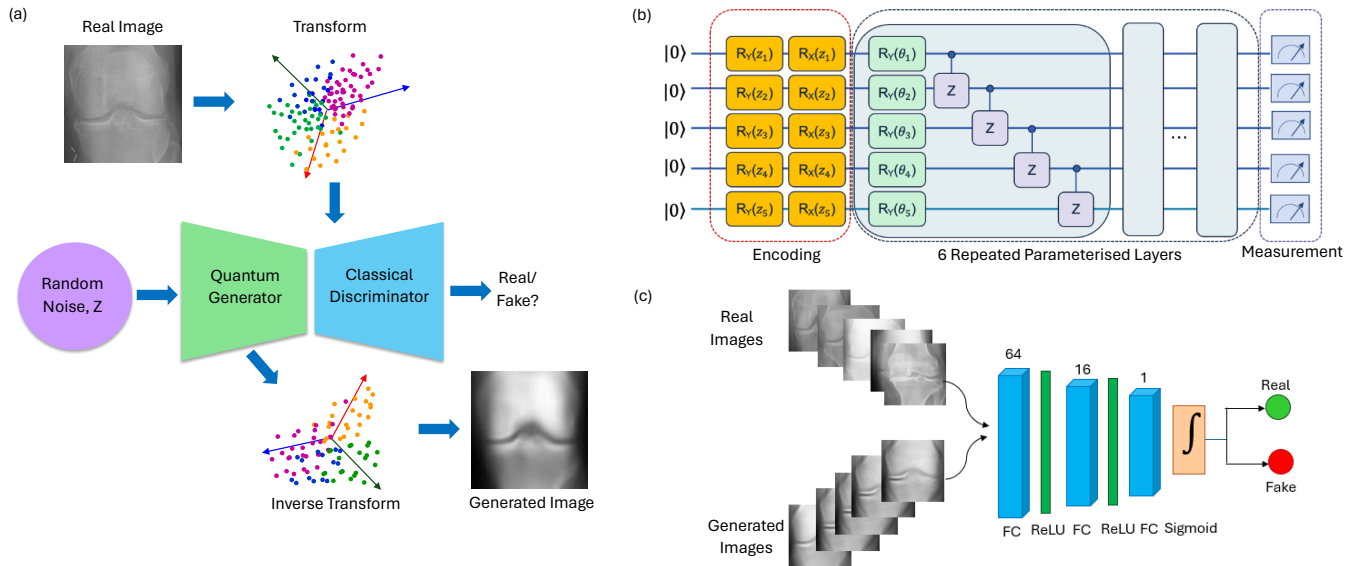 (a)
Real Image
Transform
Random
Noise, Z
Quantum
Generator
Classical
Discriminator
Real/
Fake?
Inverse Transform
Generated Image
(b)
|0⟩ R_Y(z_1) R_X(z_1) R_Y(θ_1)
|0⟩ R_Y(z_2) R_X(z_2) R_Y(θ_2) Z
|0⟩ R_Y(z_3) R_X(z_3) R_Y(θ_3) Z
|0⟩ R_Y(z_4) R_X(z_4) R_Y(θ_4) Z
|0⟩ R_Y(z_5) R_X(z_5) R_Y(θ_5) Z
...
Encoding
6 Repeated Parameterised Layers
Measurement
(c)
Real
Images
Generated
Images
64
16
1
∫
FC ReLU FC ReLU FC Sigmoid
Real
Fake